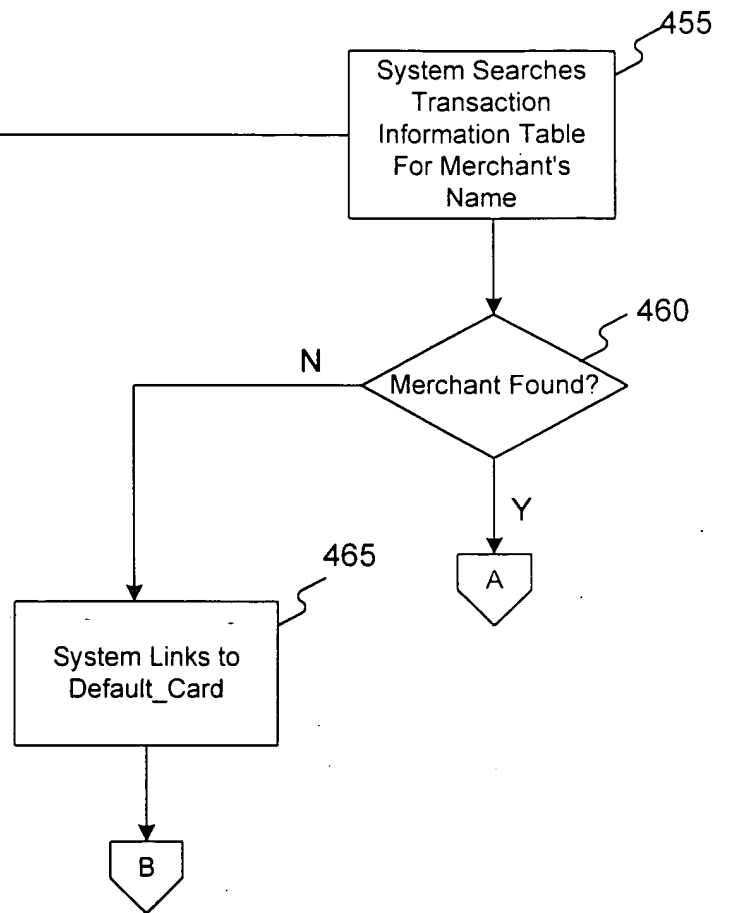 455
System Searches
Transaction
Information Table
For Merchant's
Name
460
N
Merchant Found?
Y
A
465
System Links to
Default_Card
B